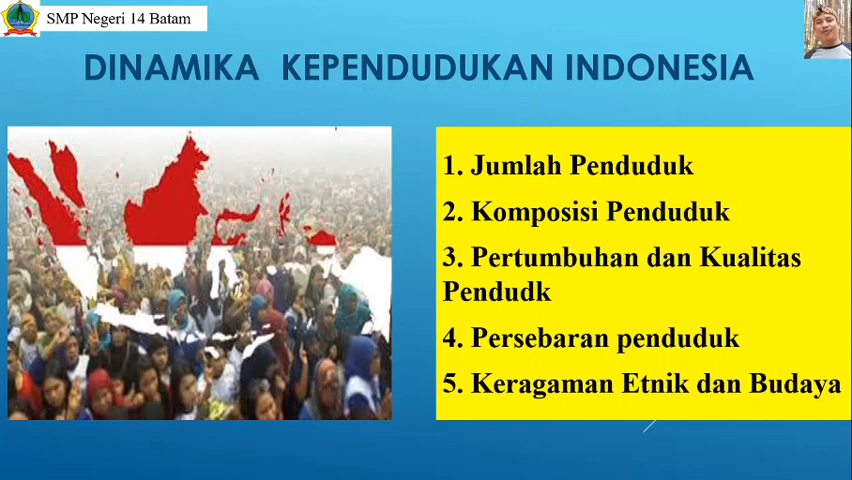 SMP Negeri 14 Batam
DINAMIKA KEPENDUDUKAN INDONESIA
1. Jumlah Penduduk
2. Komposisi Penduduk
3. Pertumbuhan dan Kualitas
Pendudk
4. Persebaran penduduk
5. Keragaman Etnik dan Budaya